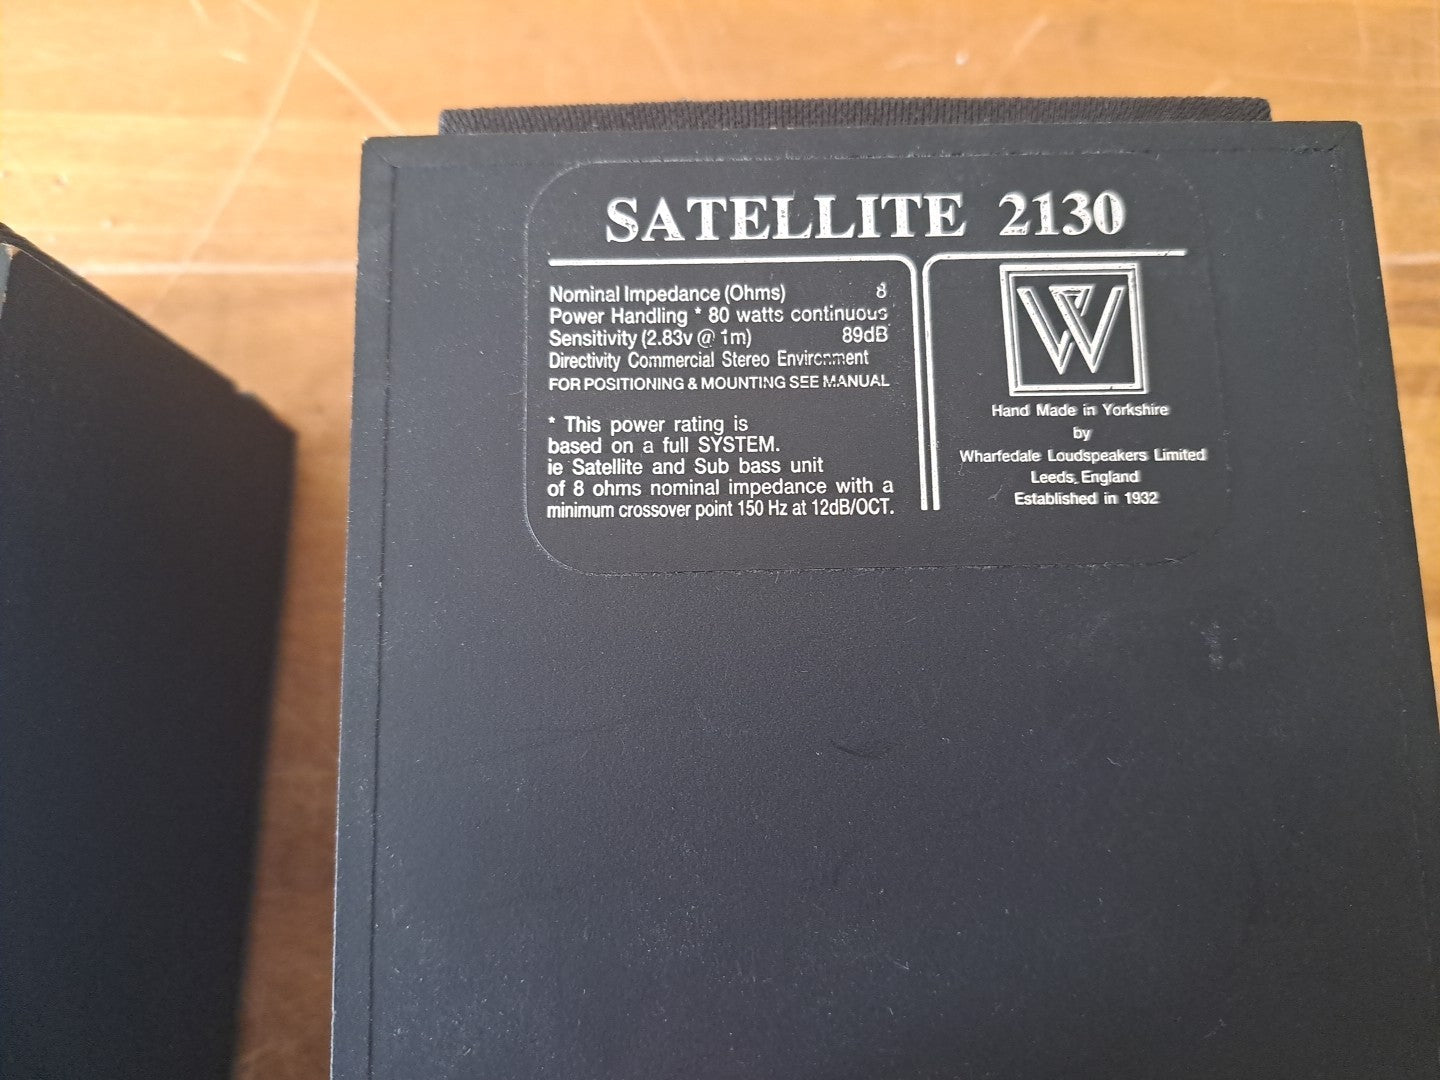 SATELLITE 2130
Nominal Impedance (Ohms) 8
Power Handling * 80 watts continuous
Sensitivity (2.83v @ 1m) 89dB
Directivity Commercial Stereo Environment
FOR POSITIONING & MOUNTING SEE MANUAL
* This power rating is
based on a full SYSTEM.
ie Satellite and Sub bass unit
of 8 ohms nominal impedance with a
minimum crossover point 150 Hz at 12dB/OCT.
W
Hand Made in Yorkshire
by
Wharfedale Loudspeakers Limited
Leeds, England
Established in 1932